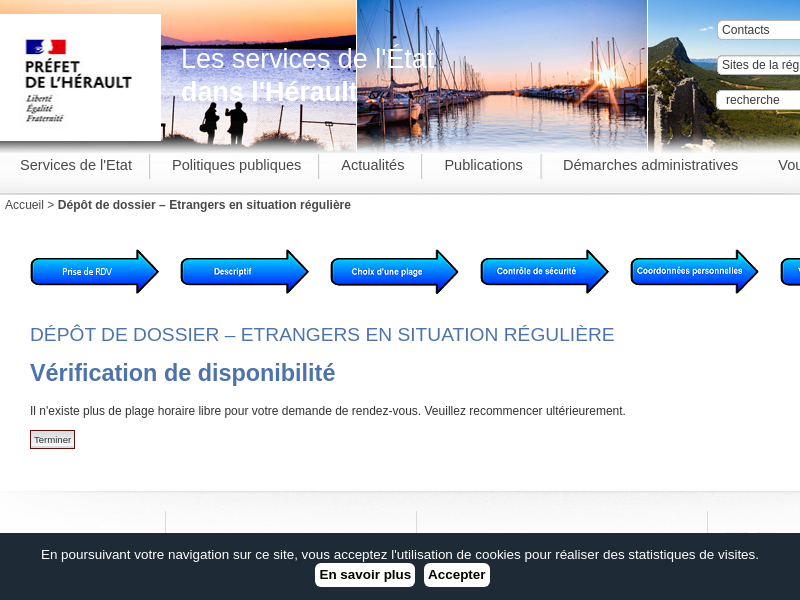 PRÉFET
DE L'HÉRAULT
Liberté
Égalité
Fraternité
Les services de l'État
dans l'Hérault
Contacts
Sites de la rég
recherche
Services de l'Etat
Politiques publiques
Actualités
Publications
Démarches administratives
Vou
Accueil > Dépôt de dossier – Etrangers en situation régulière
Prise de RDV
Descriptif
Choix d'une plage
Contrôle de sécurité
Coordonnées personnelles
DÉPÔT DE DOSSIER – ETRANGERS EN SITUATION RÉGULIÈRE
Vérification de disponibilité
Il n'existe plus de plage horaire libre pour votre demande de rendez-vous. Veuillez recommencer ultérieurement.
Terminer
En poursuivant votre navigation sur ce site, vous acceptez l'utilisation de cookies pour réaliser des statistiques de visites.
En savoir plus
Accepter